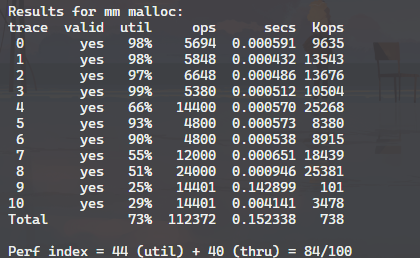 Results for mm malloc:
trace valid util ops secs Kops
0 yes 98% 5694 0.000591 9635
1 yes 98% 5848 0.000432 13543
2 yes 97% 6648 0.000486 13676
3 yes 99% 5380 0.000512 10504
4 yes 66% 14400 0.000570 25268
5 yes 93% 4800 0.000573 8380
6 yes 90% 4800 0.000538 8915
7 yes 55% 12000 0.000651 18439
8 yes 51% 24000 0.000946 25381
9 yes 25% 14401 0.142899 101
10 yes 29% 14401 0.004141 3478
Total 73% 112372 0.152338 738
Perf index = 44 (util) + 40 (thru) = 84/100